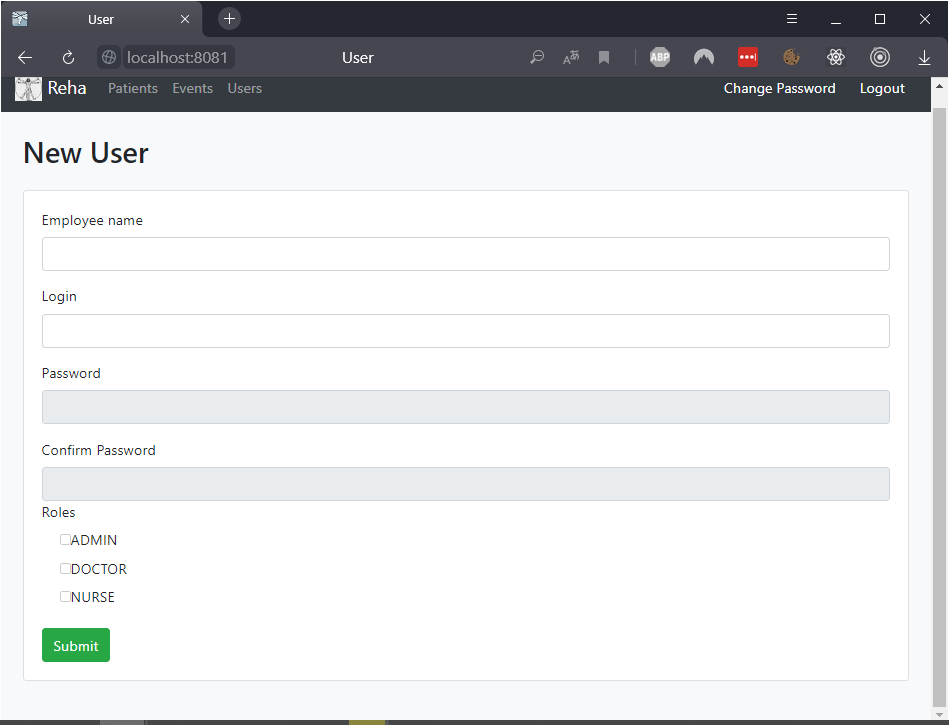 User
localhost:8081 User ABP
Reha Patients Events Users Change Password Logout
New User
Employee name
Login
Password
Confirm Password
Roles
ADMIN
DOCTOR
NURSE
Submit